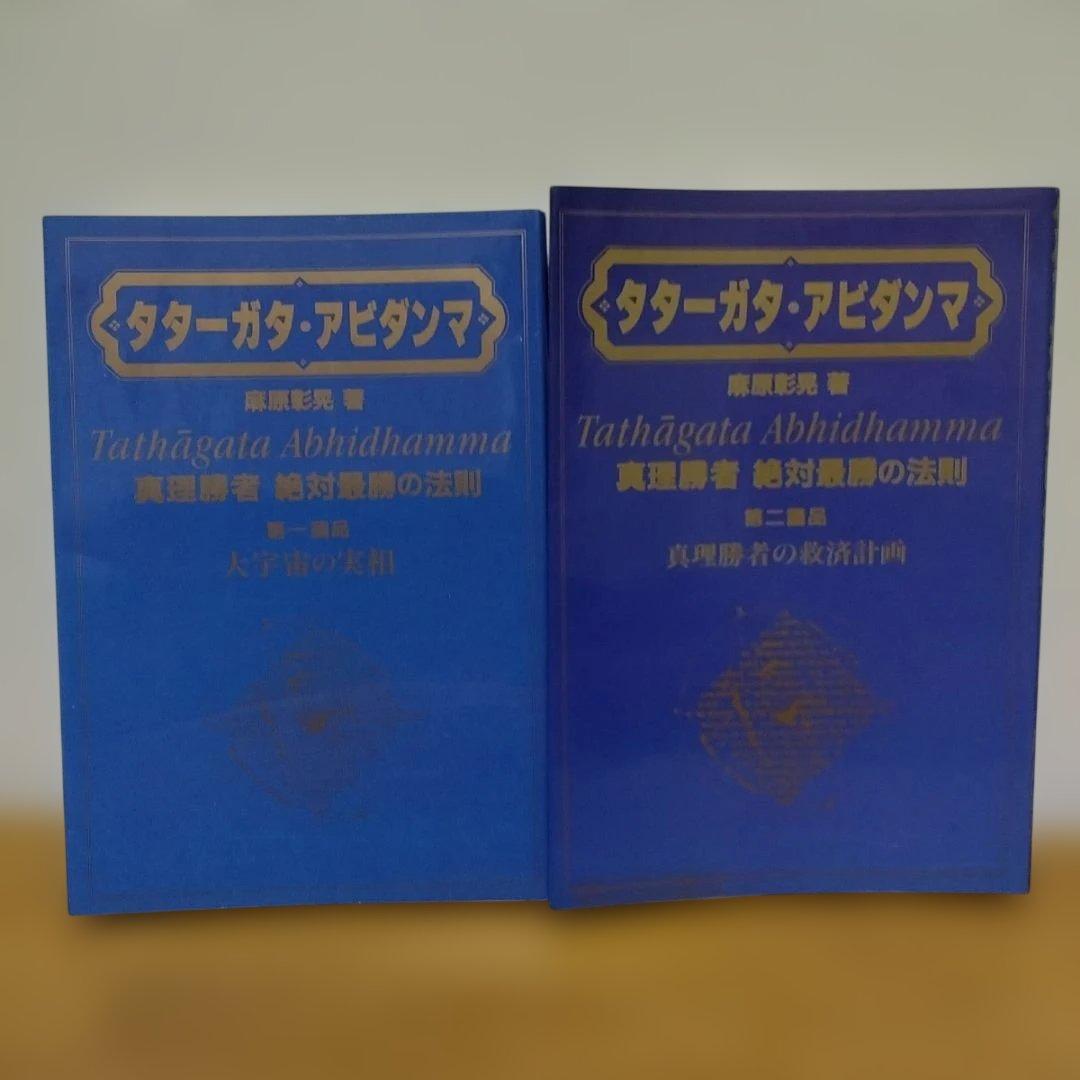 タターガタ・アビダンマ
麻原彰晃 著
Tathāgata Abhidhamma
真理勝者 絶対最勝の法則
第一誦品
大宇宙の実相
タターガタ・アビダンマ
麻原彰晃 著
Tathāgata Abhidhamma
真理勝者 絶対最勝の法則
第二誦品
真理勝者の救済計画